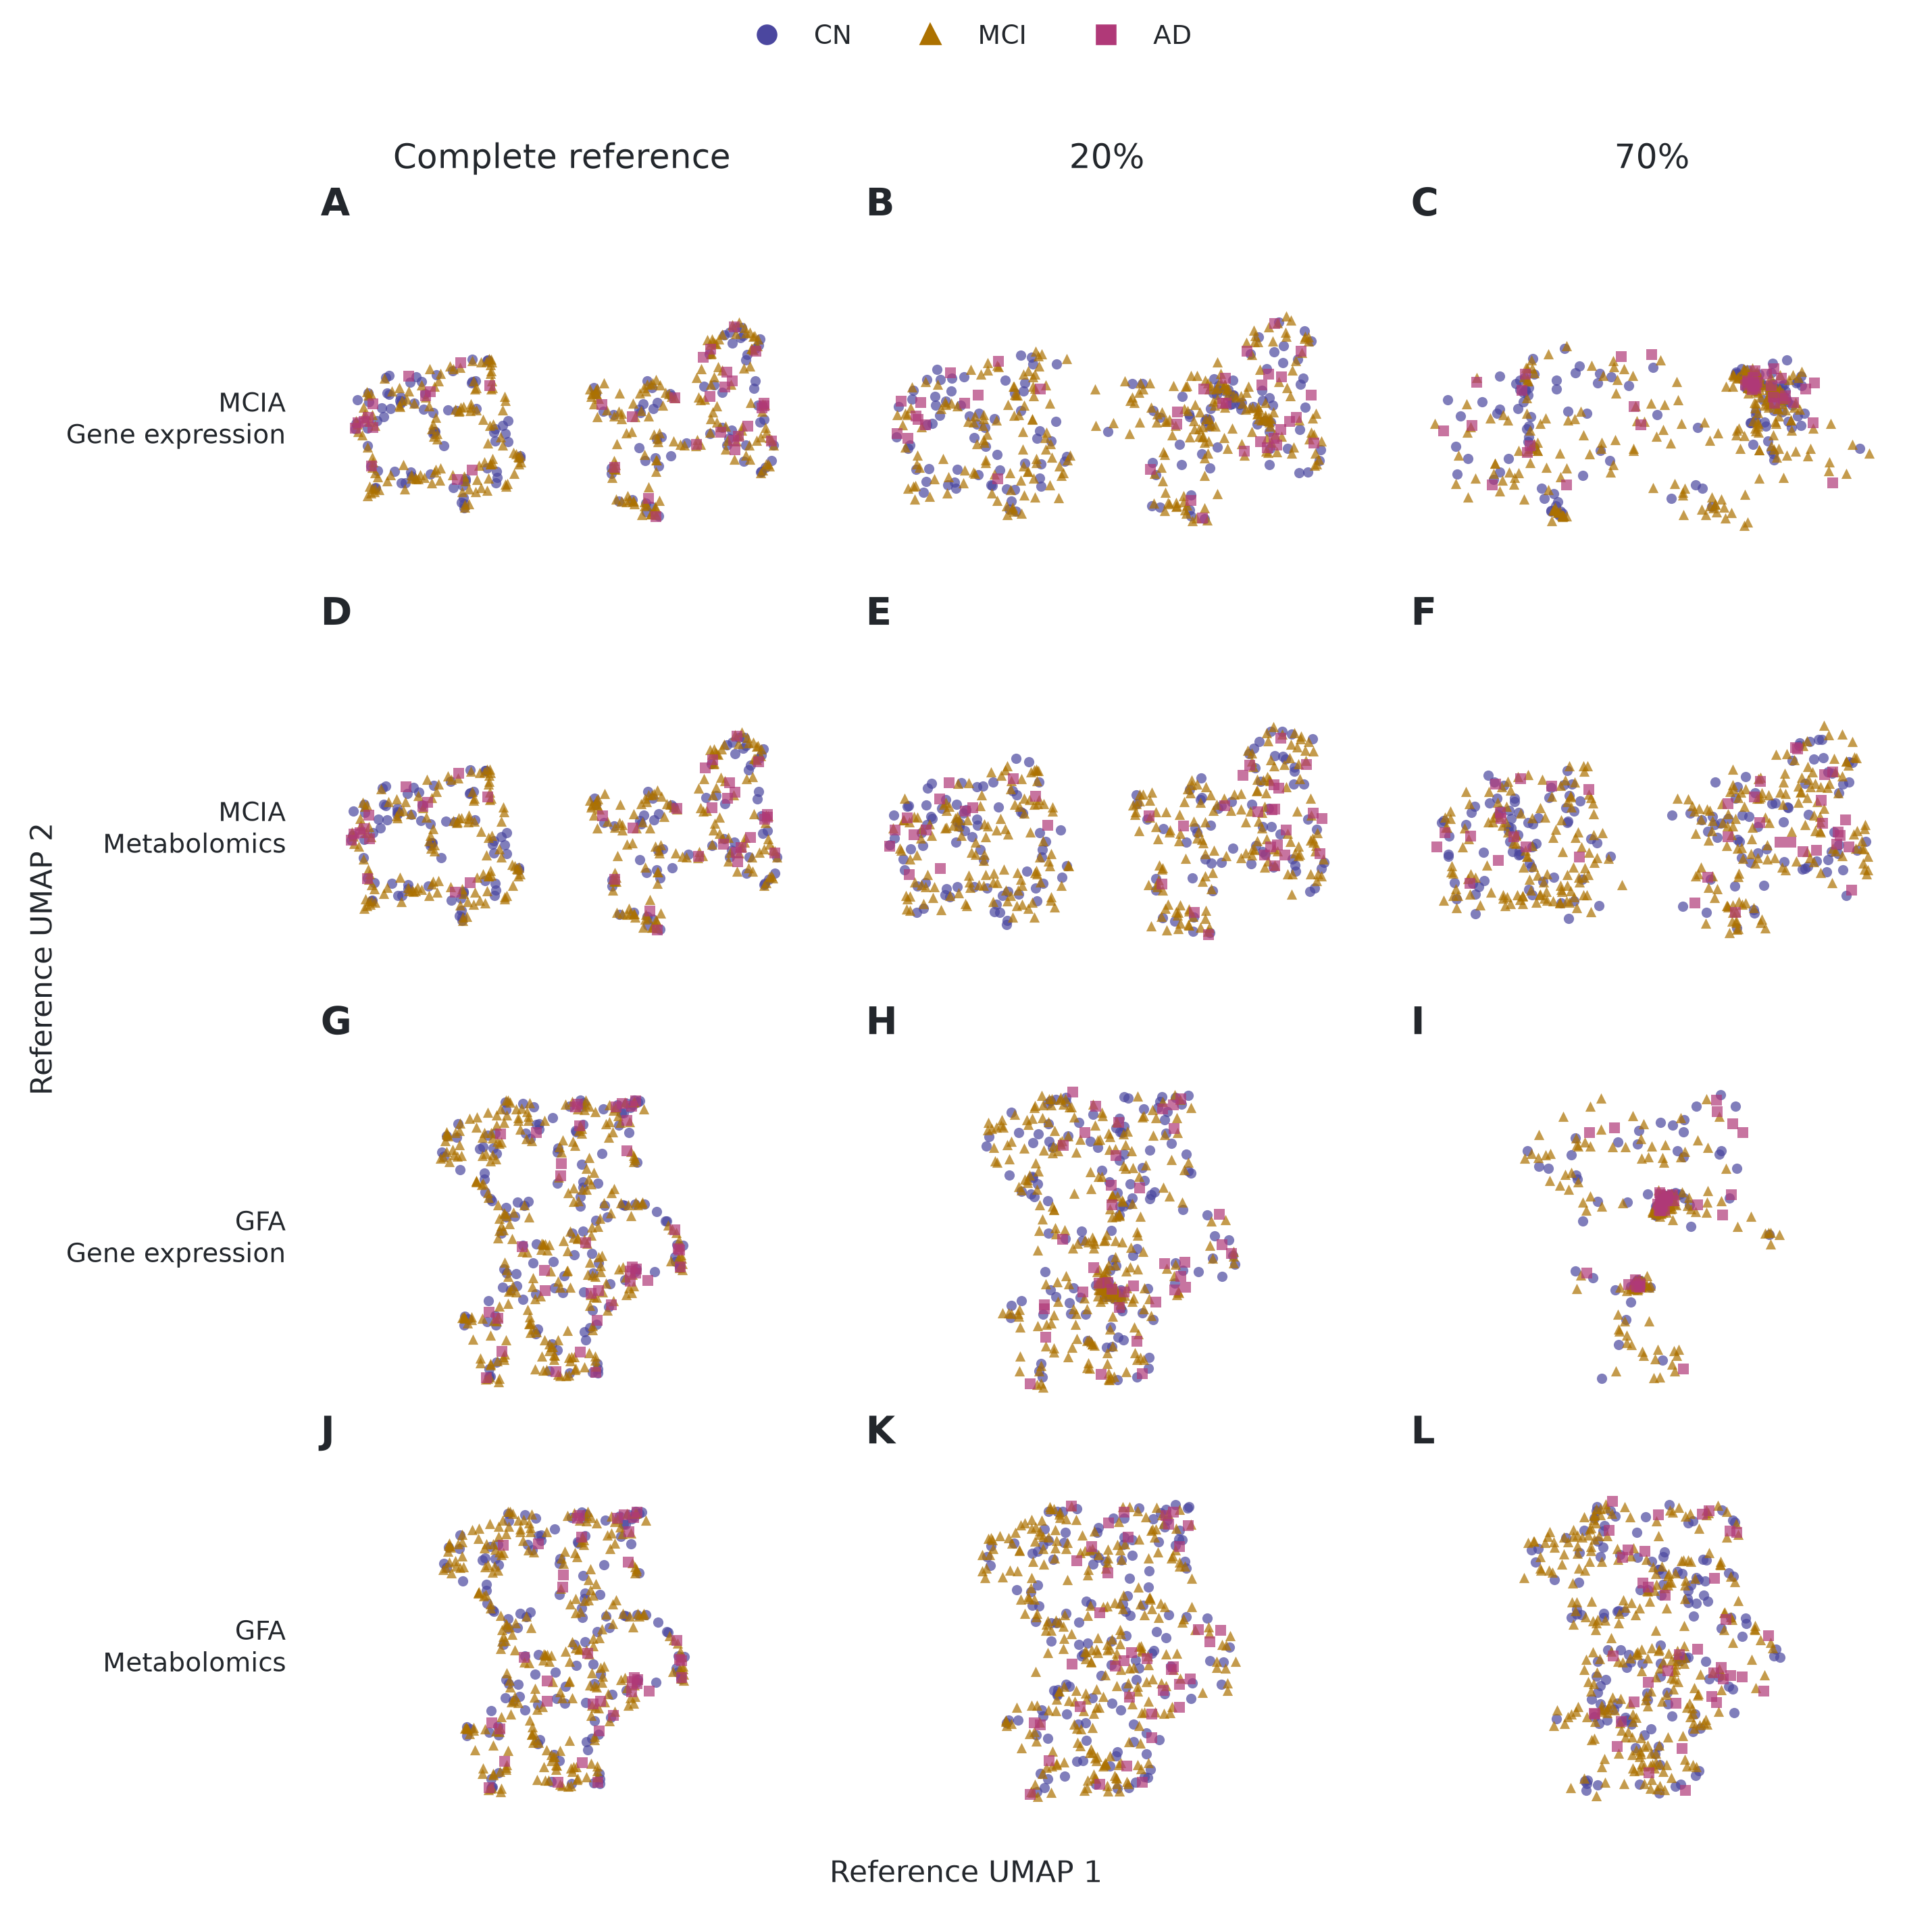 CN MCI AD
Complete reference 20% 70%
A B C
MCIA
Gene expression
D E F
MCIA
Metabolomics
G H I
GFA
Gene expression
J K L
GFA
Metabolomics
Reference UMAP 2
Reference UMAP 1